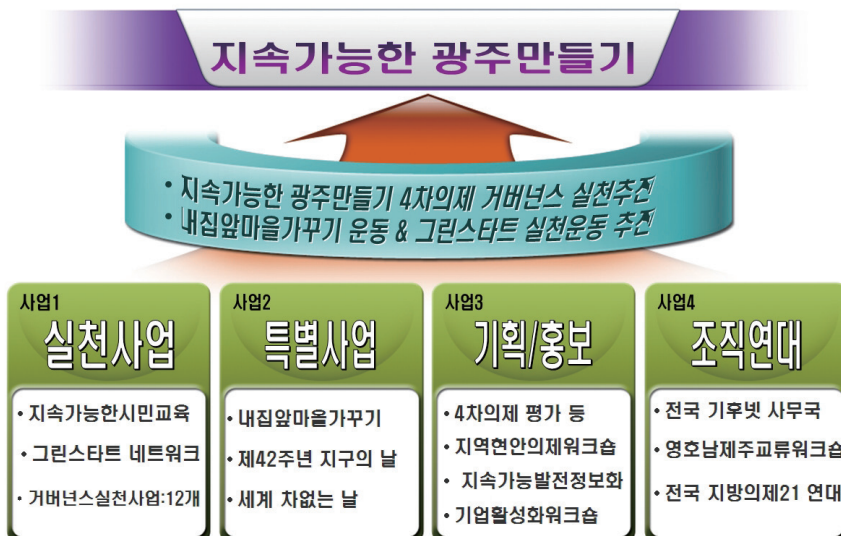 지속가능한 광주만들기
• 지속가능한 광주만들기 4차의제 거버넌스 실천추진
• 내집앞마을가꾸기 운동 & 그린스타트 실천운동 추진
사업1
실천사업
• 지속가능한시민교육
• 그린스타트 네트워크
• 거버넌스실천사업:12개
사업2
특별사업
• 내집앞마을가꾸기
• 제42주년 지구의 날
• 세계 차없는 날
사업3
기획/홍보
• 4차의제 평가 등
• 지역현안의제워크숍
지속가능발전정보화
• 기업활성화워크숍
사업4
조직연대
• 전국 기후넷 사무국
• 영호남제주교류워크숍
• 전국 지방의제21 연대